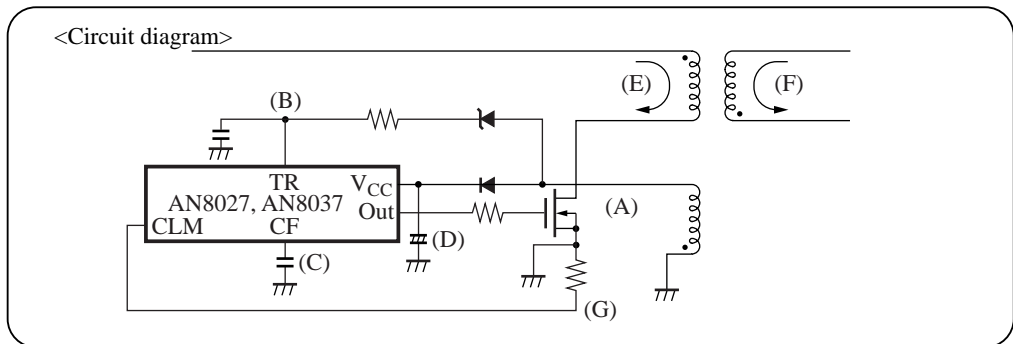 <Circuit diagram>
(E)
(F)
(B)
TR
V_CC
AN8027, AN8037
Out
(A)
CLM
CF
(D)
(C)
(G)